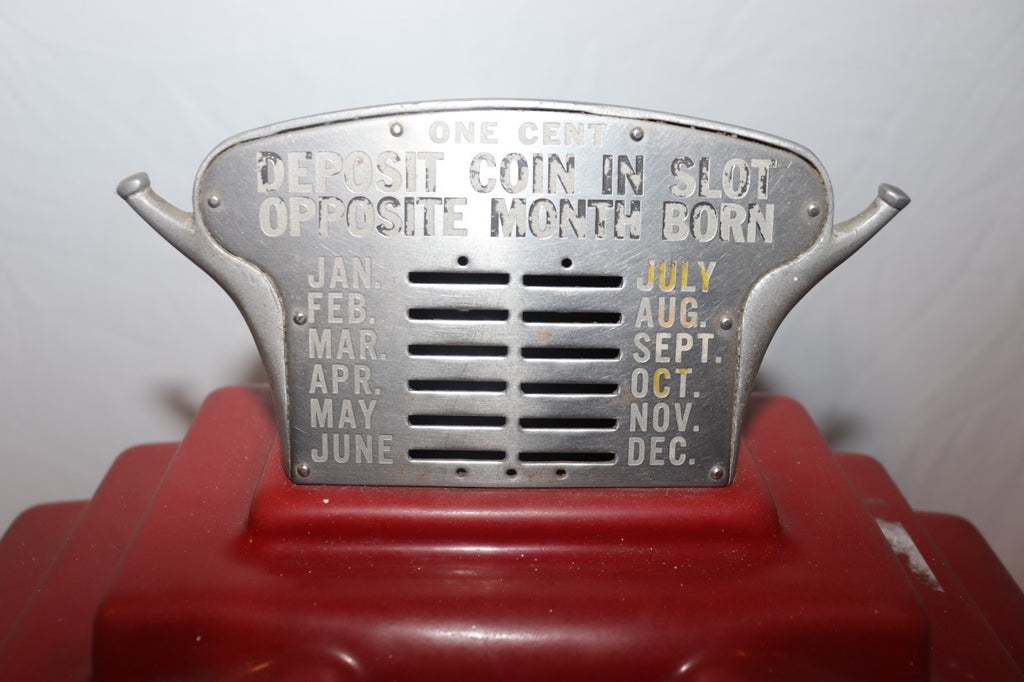 ONE CENT
DEPOSIT COIN IN SLOT
OPPOSITE MONTH BORN
JAN. JULY
FEB. AUG.
MAR. SEPT.
APR. OCT.
MAY NOV.
JUNE DEC.